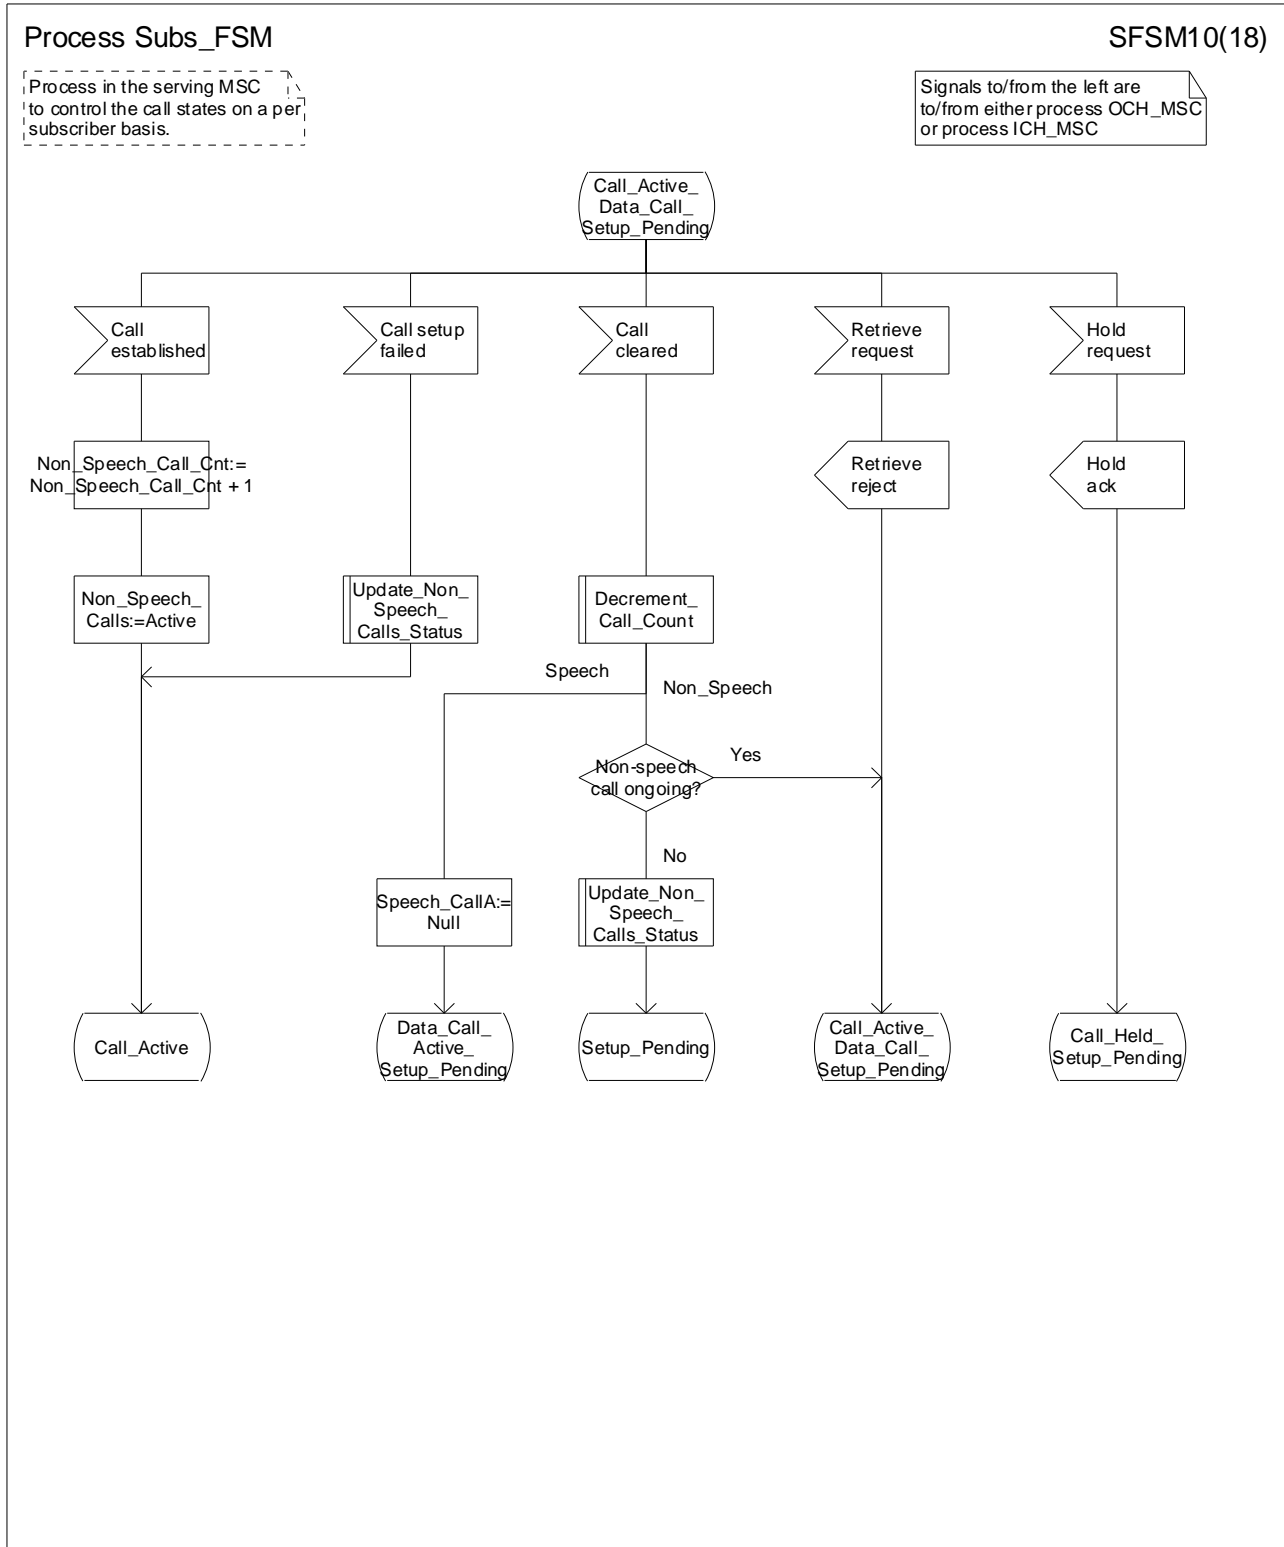 Process Subs_FSM
SFSM10(18)
Process in the serving MSC
to control the call states on a per
subscriber basis.
Signals to/from the left are
to/from either process OCH_MSC
or process ICH_MSC
Call_Active_
Data_Call_
Setup_Pending
Call
established
Call setup
failed
Call
cleared
Retrieve
request
Hold
request
Non_Speech_Call_Cnt:=
Non_Speech_Call_Cnt + 1
Retrieve
reject
Hold
ack
Non_Speech_
Calls:=Active
Update_Non_
Speech_
Calls_Status
Decrement_
Call_Count
Speech
Non_Speech
Non-speech
call ongoing?
Yes
No
Speech_CallA:=
Null
Update_Non_
Speech_
Calls_Status
Call_Active
Data_Call_
Active_
Setup_Pending
Setup_Pending
Call_Active_
Data_Call_
Setup_Pending
Call_Held_
Setup_Pending